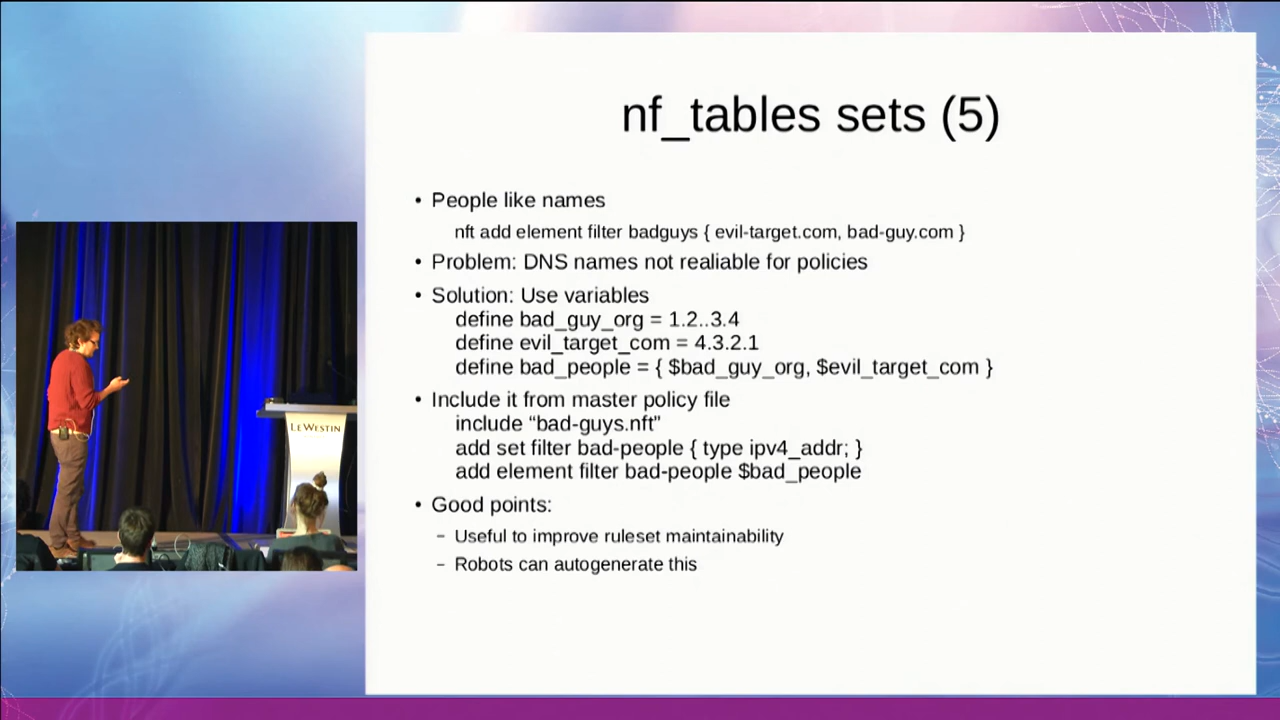 nf_tables sets (5)
• People like names
nft add element filter badguys { evil-target.com, bad-guy.com }
• Problem: DNS names not realiable for policies
• Solution: Use variables
define bad_guy_org = 1.2..3.4
define evil_target_com = 4.3.2.1
define bad_people = { $bad_guy_org, $evil_target_com }
• Include it from master policy file
include “bad-guys.nft”
add set filter bad-people { type ipv4_addr; }
add element filter bad-people $bad_people
• Good points:
– Useful to improve ruleset maintainability
– Robots can autogenerate this
LE WESTIN